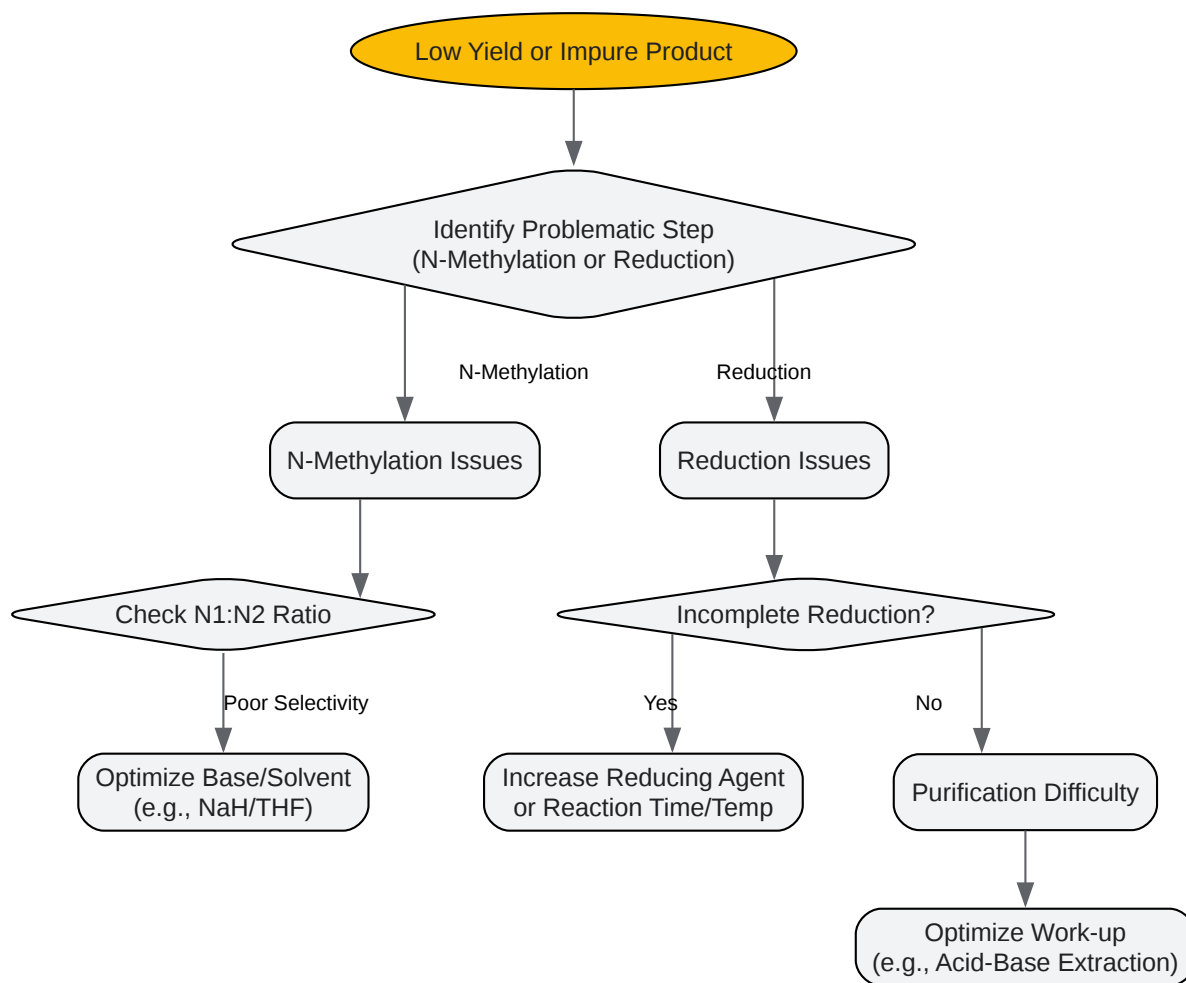 Low Yield or Impure Product
Identify Problematic Step
(N-Methylation or Reduction)
N-Methylation
Reduction
N-Methylation Issues
Reduction Issues
Check N1:N2 Ratio
Incomplete Reduction?
Poor Selectivity
Yes
No
Optimize Base/Solvent
(e.g., NaH/THF)
Increase Reducing Agent
or Reaction Time/Temp
Purification Difficulty
Optimize Work-up
(e.g., Acid-Base Extraction)